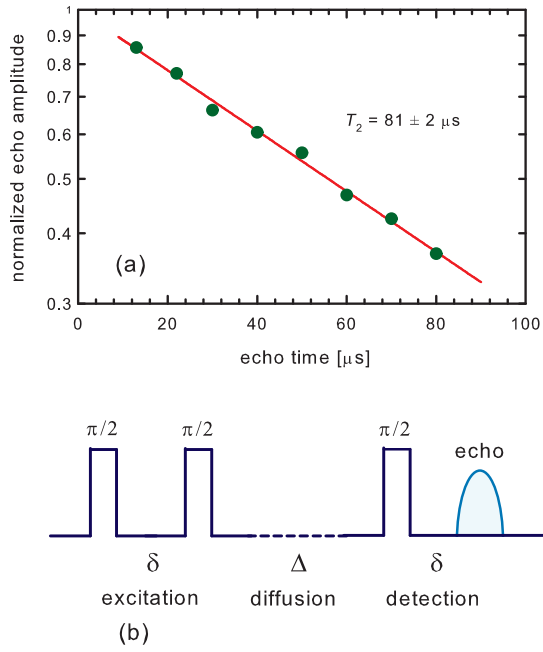 1
0.9
0.8
0.7
0.6
0.5
0.4
0.3
normalized echo amplitude
T₂ = 81 ± 2 μs
(a)
0 20 40 60 80 100
echo time [μs]
π/2 π/2 π/2
echo
δ Δ δ
excitation diffusion detection
(b)